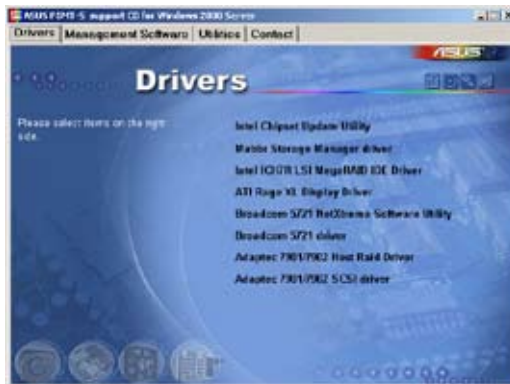 ASUS P5MT-S support CD for Windows 2000 Server
Drivers Management Software Utilities Contact
ASUS
Drivers
Please select items on the right
side.
Intel Chipset Update Utility
Matrix Storage Manager driver
Intel ICH7R LSI MegaRAID IDE Driver
ATI Rage XL Display Driver
Broadcom 5721 NetXtreme Software Utility
Broadcom 5721 driver
Adaptec 7901/7902 Host Raid Driver
Adaptec 7901/7902 SCSI driver